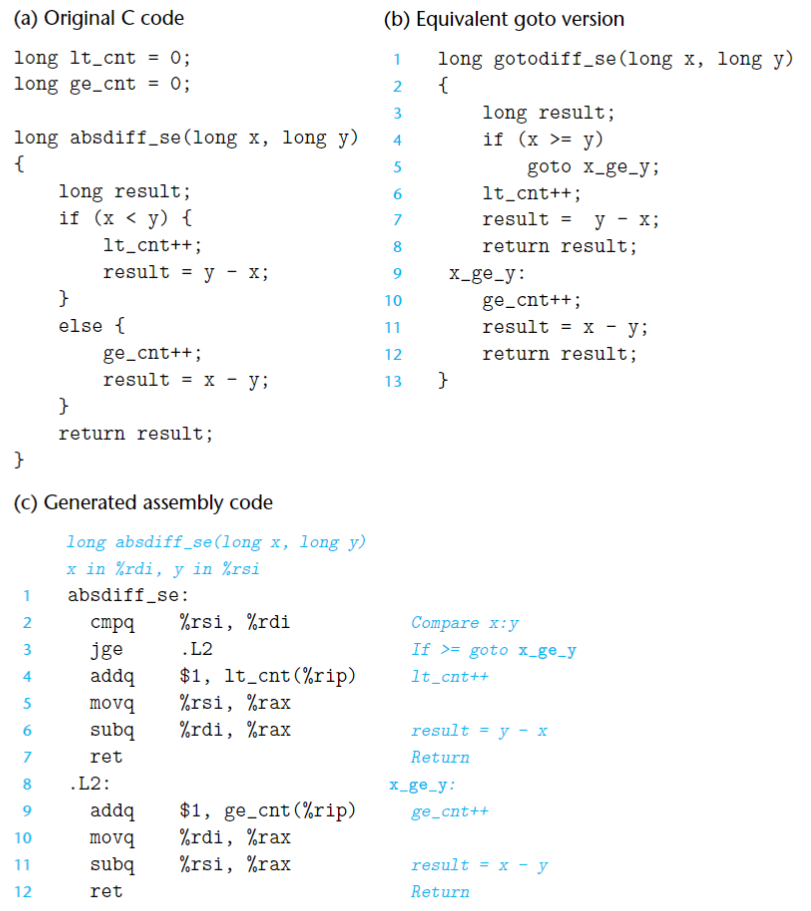 (a) Original C code
long lt_cnt = 0;
long ge_cnt = 0;

long absdiff_se(long x, long y)
{
    long result;
    if (x < y) {
        lt_cnt++;
        result = y - x;
    }
    else {
        ge_cnt++;
        result = x - y;
    }
    return result;
}
(b) Equivalent goto version
1 long gotodiff_se(long x, long y)
2 {
3     long result;
4     if (x >= y)
5         goto x_ge_y;
6     lt_cnt++;
7     result =  y - x;
8     return result;
9  x_ge_y:
10     ge_cnt++;
11     result = x - y;
12     return result;
13 }
(c) Generated assembly code
long absdiff_se(long x, long y)
x in %rdi, y in %rsi
1 absdiff_se:
2   cmpq    %rsi, %rdi    Compare x:y
3   jge     .L2    If >= goto x_ge_y
4   addq    $1, lt_cnt(%rip)    lt_cnt++
5   movq    %rsi, %rax
6   subq    %rdi, %rax    result = y - x
7   ret    Return
8 .L2:    x_ge_y:
9   addq    $1, ge_cnt(%rip)    ge_cnt++
10   movq    %rdi, %rax
11   subq    %rsi, %rax    result = x - y
12   ret    Return